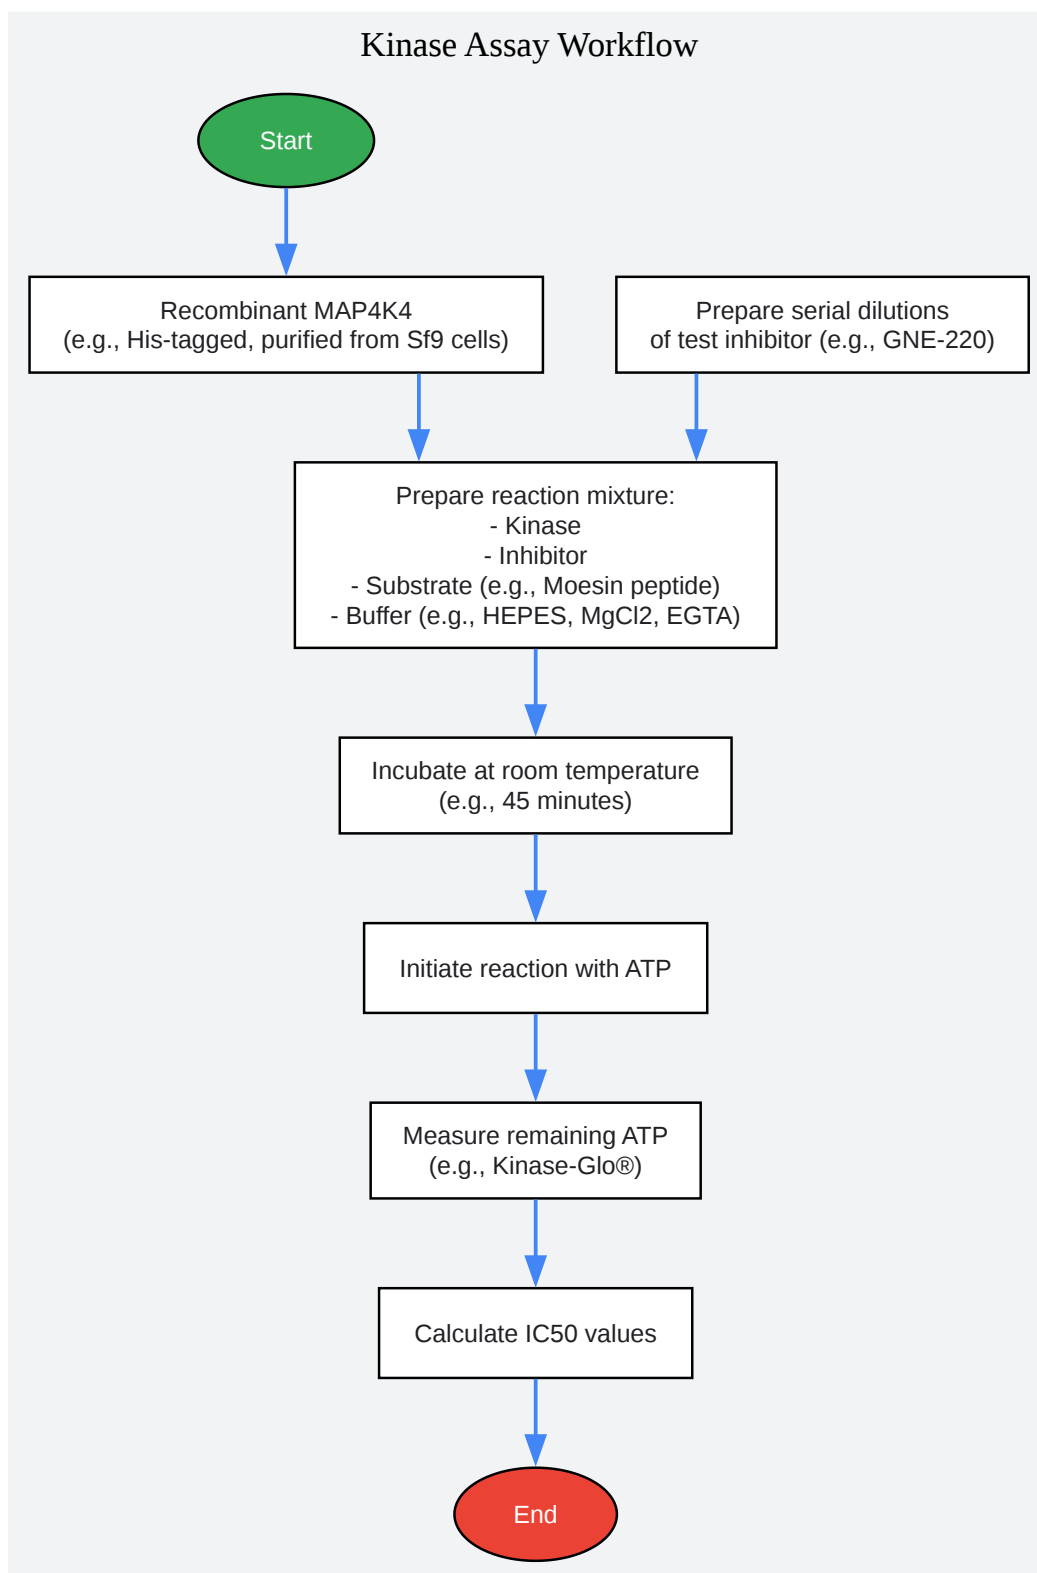 Kinase Assay Workflow
Start
Recombinant MAP4K4
(e.g., His-tagged, purified from Sf9 cells)
Prepare serial dilutions
of test inhibitor (e.g., GNE-220)
Prepare reaction mixture:
- Kinase
- Inhibitor
- Substrate (e.g., Moesin peptide)
- Buffer (e.g., HEPES, MgCl2, EGTA)
Incubate at room temperature
(e.g., 45 minutes)
Initiate reaction with ATP
Measure remaining ATP
(e.g., Kinase-Glo®)
Calculate IC50 values
End